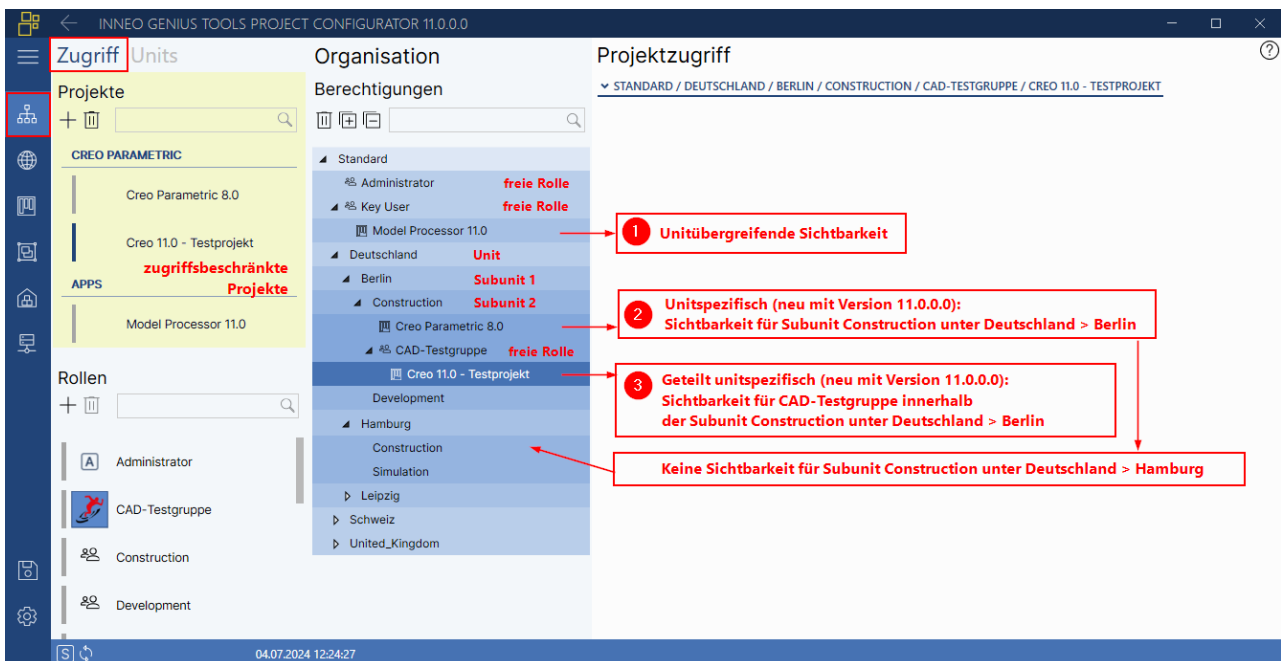 INNEO GENIUS TOOLS PROJECT CONFIGURATOR 11.0.0.0
Zugriff Units
Projekte
CREO PARAMETRIC
Creo Parametric 8.0
Creo 11.0 - Testprojekt
zugriffsbeschränkte
Projekte
APPS
Model Processor 11.0
Rollen
A Administrator
CAD-Testgruppe
Construction
Development
Organisation
Berechtigungen
Standard
Administrator freie Rolle
Key User freie Rolle
Model Processor 11.0
Deutschland Unit
Berlin Subunit 1
Construction Subunit 2
Creo Parametric 8.0
CAD-Testgruppe freie Rolle
Creo 11.0 - Testprojekt
Development
Hamburg
Construction
Simulation
Leipzig
Schweiz
United_Kingdom
Projektzugriff
?
STANDARD / DEUTSCHLAND / BERLIN / CONSTRUCTION / CAD-TESTGRUPPE / CREO 11.0 - TESTPROJEKT
1 Unitübergreifende Sichtbarkeit
2 Unitspezifisch (neu mit Version 11.0.0.0):
Sichtbarkeit für Subunit Construction unter Deutschland > Berlin
3 Geteilt unitspezifisch (neu mit Version 11.0.0.0):
Sichtbarkeit für CAD-Testgruppe innerhalb
der Subunit Construction unter Deutschland > Berlin
Keine Sichtbarkeit für Subunit Construction unter Deutschland > Hamburg
S 04.07.2024 12:24:27